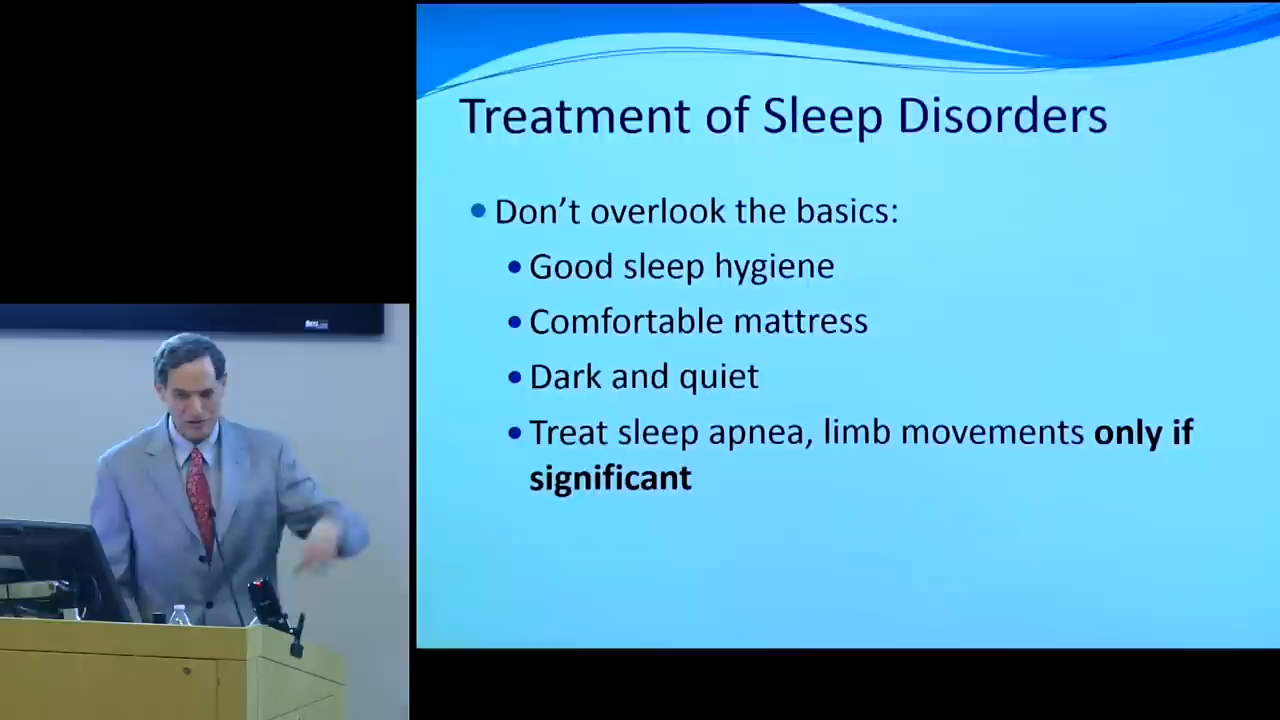 Treatment of Sleep Disorders
Don’t overlook the basics:
Good sleep hygiene
Comfortable mattress
Dark and quiet
Treat sleep apnea, limb movements only if
significant